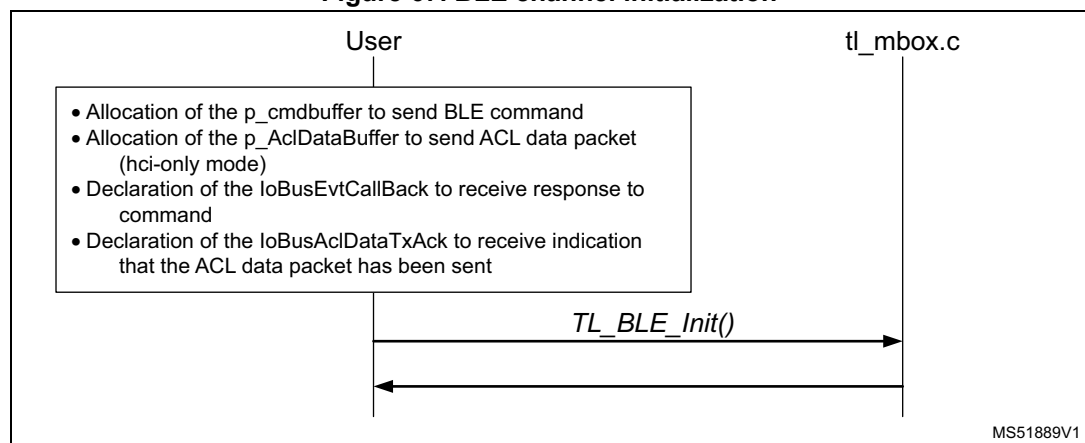 Figure BLE channel initialization
User tl_mbox.c
• Allocation of the p_cmdbuffer to send BLE command
• Allocation of the p_AclDataBuffer to send ACL data packet
(hci-only mode)
• Declaration of the IoBusEvtCallBack to receive response to
command
• Declaration of the IoBusAclDataTxAck to receive indication
that the ACL data packet has been sent
TL_BLE_Init()
MS51889V1